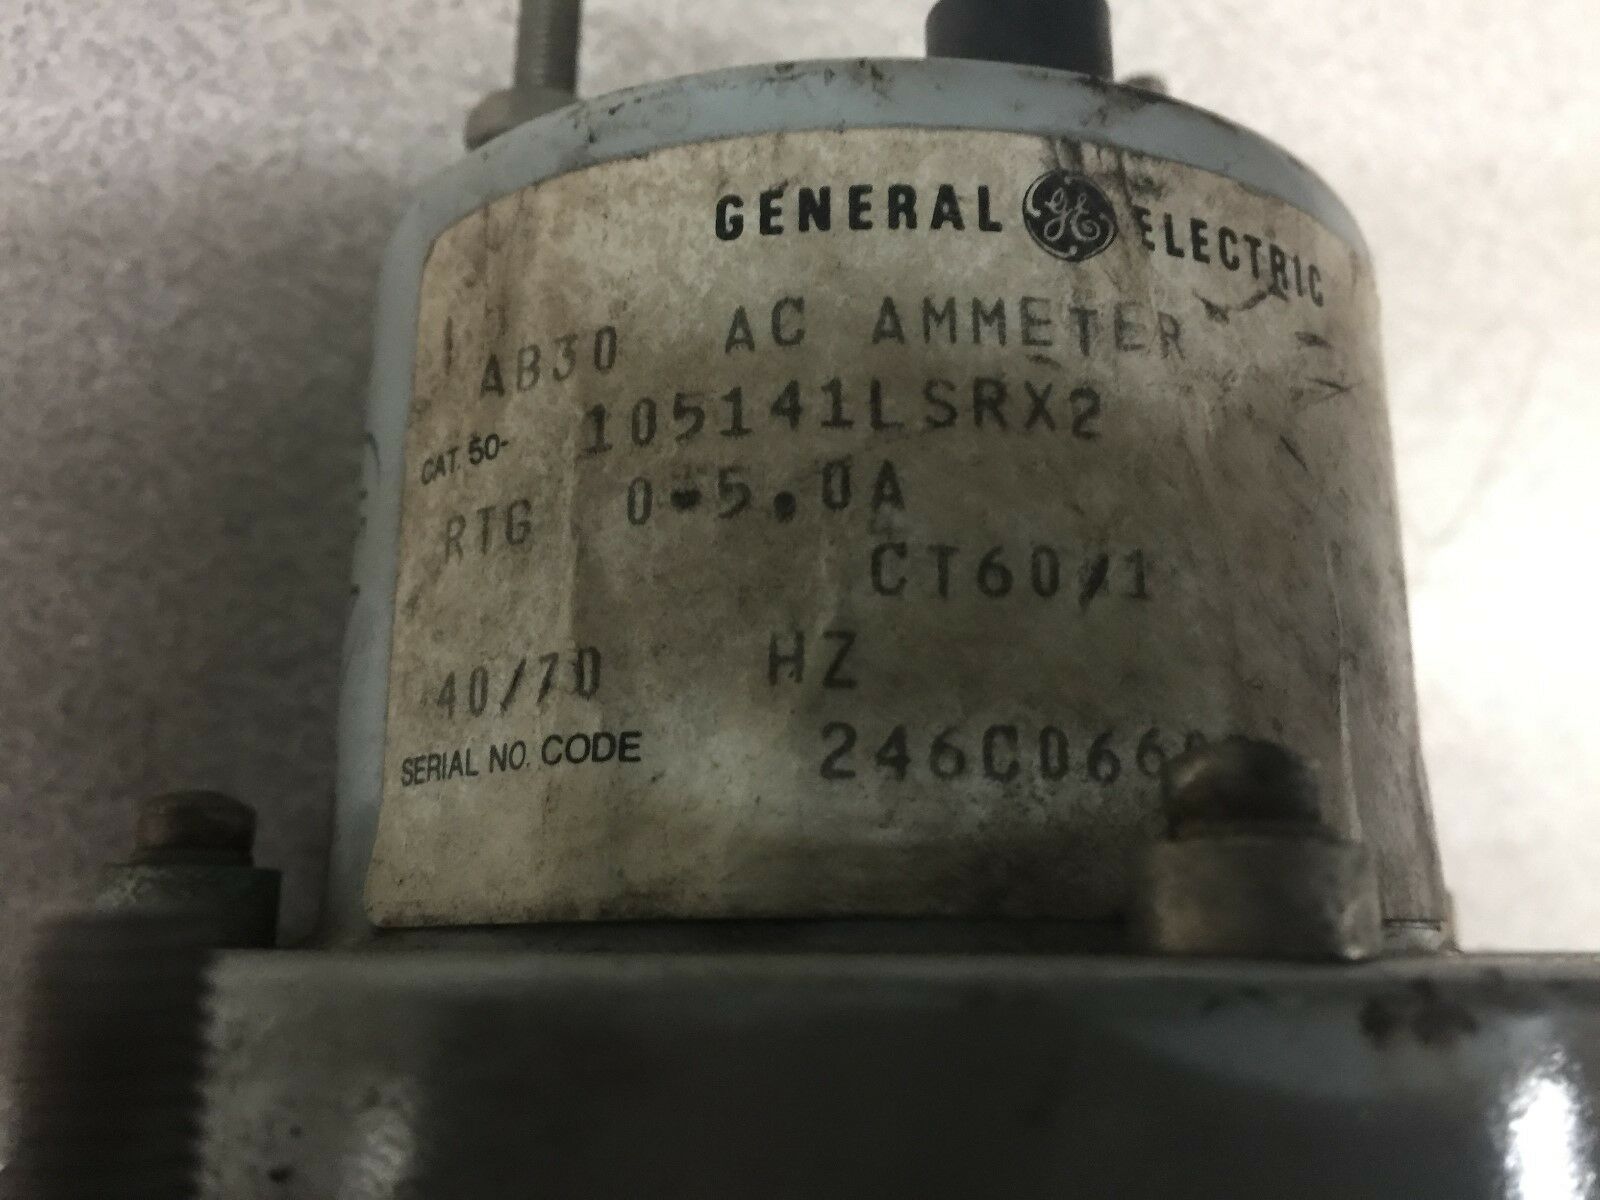 GENERAL GE ELECTRIC
AB30 AC AMMETER
CAT. 50- 105141LSRX2
RTG 0-5.0A
CT60/1
40/70 HZ
SERIAL NO. CODE